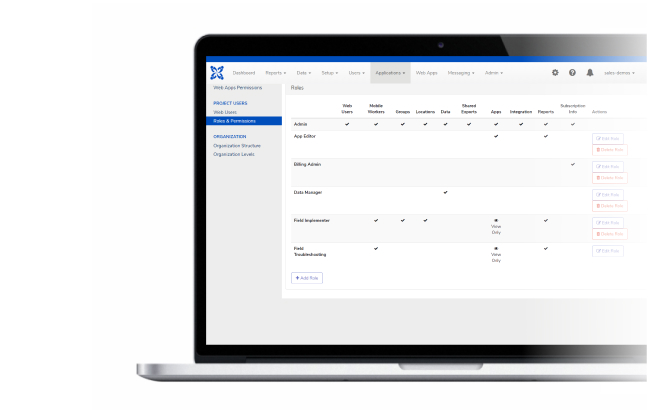 Dashboard Reports Data Setup Users Applications Web Apps Messaging Admin sales-demos
Web Apps Permissions
PROJECT USERS
Web Users
Roles & Permissions
ORGANIZATION
Organization Structure
Organization Levels
Roles
Web Users Mobile Workers Groups Locations Data Shared Exports Apps Integration Reports Subscription Info Actions
Admin
App Editor
Edit Role
Delete Role
Billing Admin
Edit Role
Delete Role
Data Manager
Edit Role
Delete Role
Field Implementer
View Only
Edit Role
Delete Role
Field Troubleshooting
View Only
Edit Role
+ Add Role